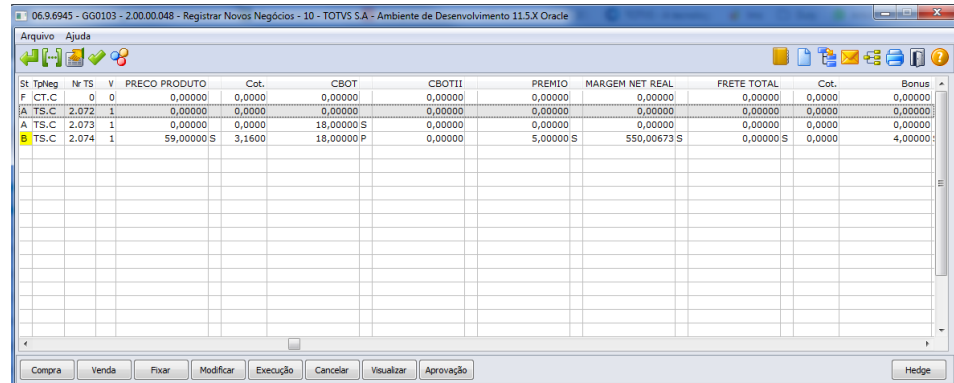 06.9.6945 - GG0103 - 2.00.00.048 - Registrar Novos Negócios - 10 - TOTVS S.A - Ambiente de Desenvolvimento 11.5.X Oracle
Arquivo Ajuda
St TpNeg Nr TS V PRECO PRODUTO Cot. CBOT CBOTII PREMIO MARGEM NET REAL FRETE TOTAL Cot. Bonus
F CT.C 0 0 0,00000 0,0000 0,00000 0,00000 0,00000 0,00000 0,00000 0,0000 0,00000
A TS.C 2.072 1 0,00000 0,0000 0,00000 0,00000 0,00000 0,00000 0,00000 0,0000 0,00000
A TS.C 2.073 1 0,00000 0,0000 18,00000 S 0,00000 0,00000 0,00000 0,00000 0,0000 0,00000
B TS.C 2.074 1 59,00000 S 3,1600 18,00000 P 0,00000 5,00000 S 550,00673 S 0,00000 S 0,0000 4,00000
Compra Venda Fixar Modificar Execução Cancelar Visualizar Aprovação Hedge